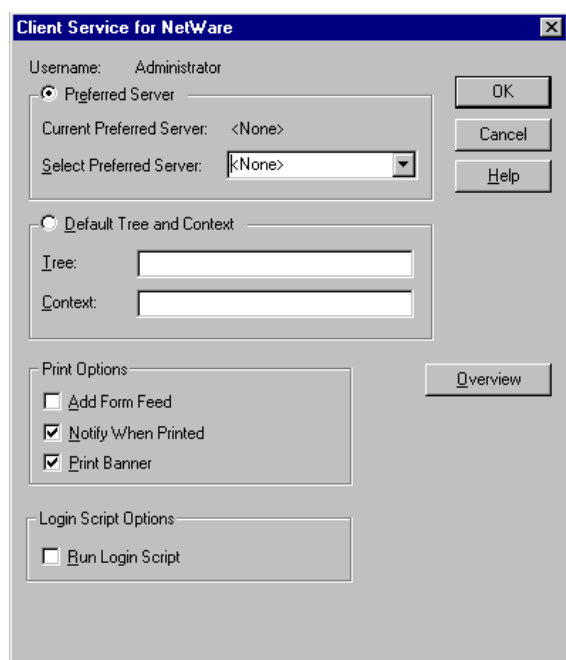 Client Service for NetWare
Username: Administrator
Preferred Server
OK
Current Preferred Server: <None>
Cancel
Select Preferred Server: <None>
Help
Default Tree and Context
Tree:
Context:
Print Options
Overview
Add Form Feed
Notify When Printed
Print Banner
Login Script Options
Run Login Script